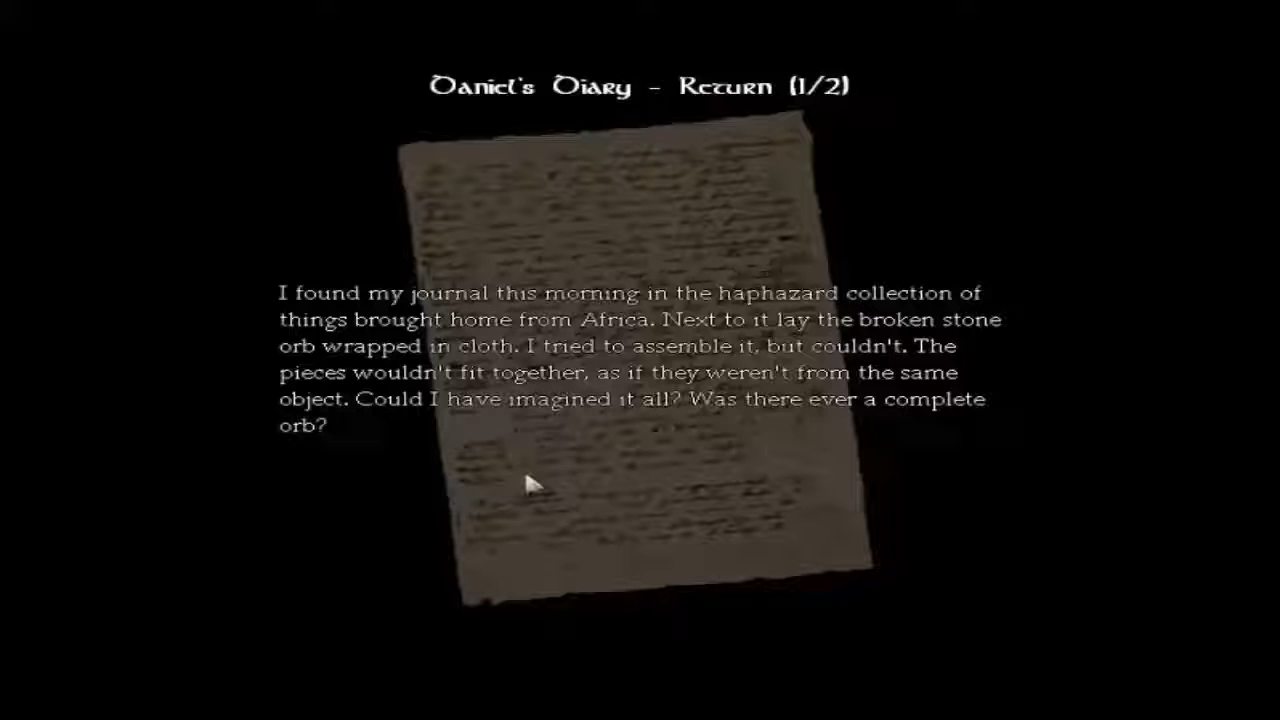 Daniel's Diary - Return (1/2)
I found my journal this morning in the haphazard collection of
things brought home from Africa. Next to it lay the broken stone
orb wrapped in cloth. I tried to assemble it, but couldn't. The
pieces wouldn't fit together, as if they weren't from the same
object. Could I have imagined it all? Was there ever a complete
orb?